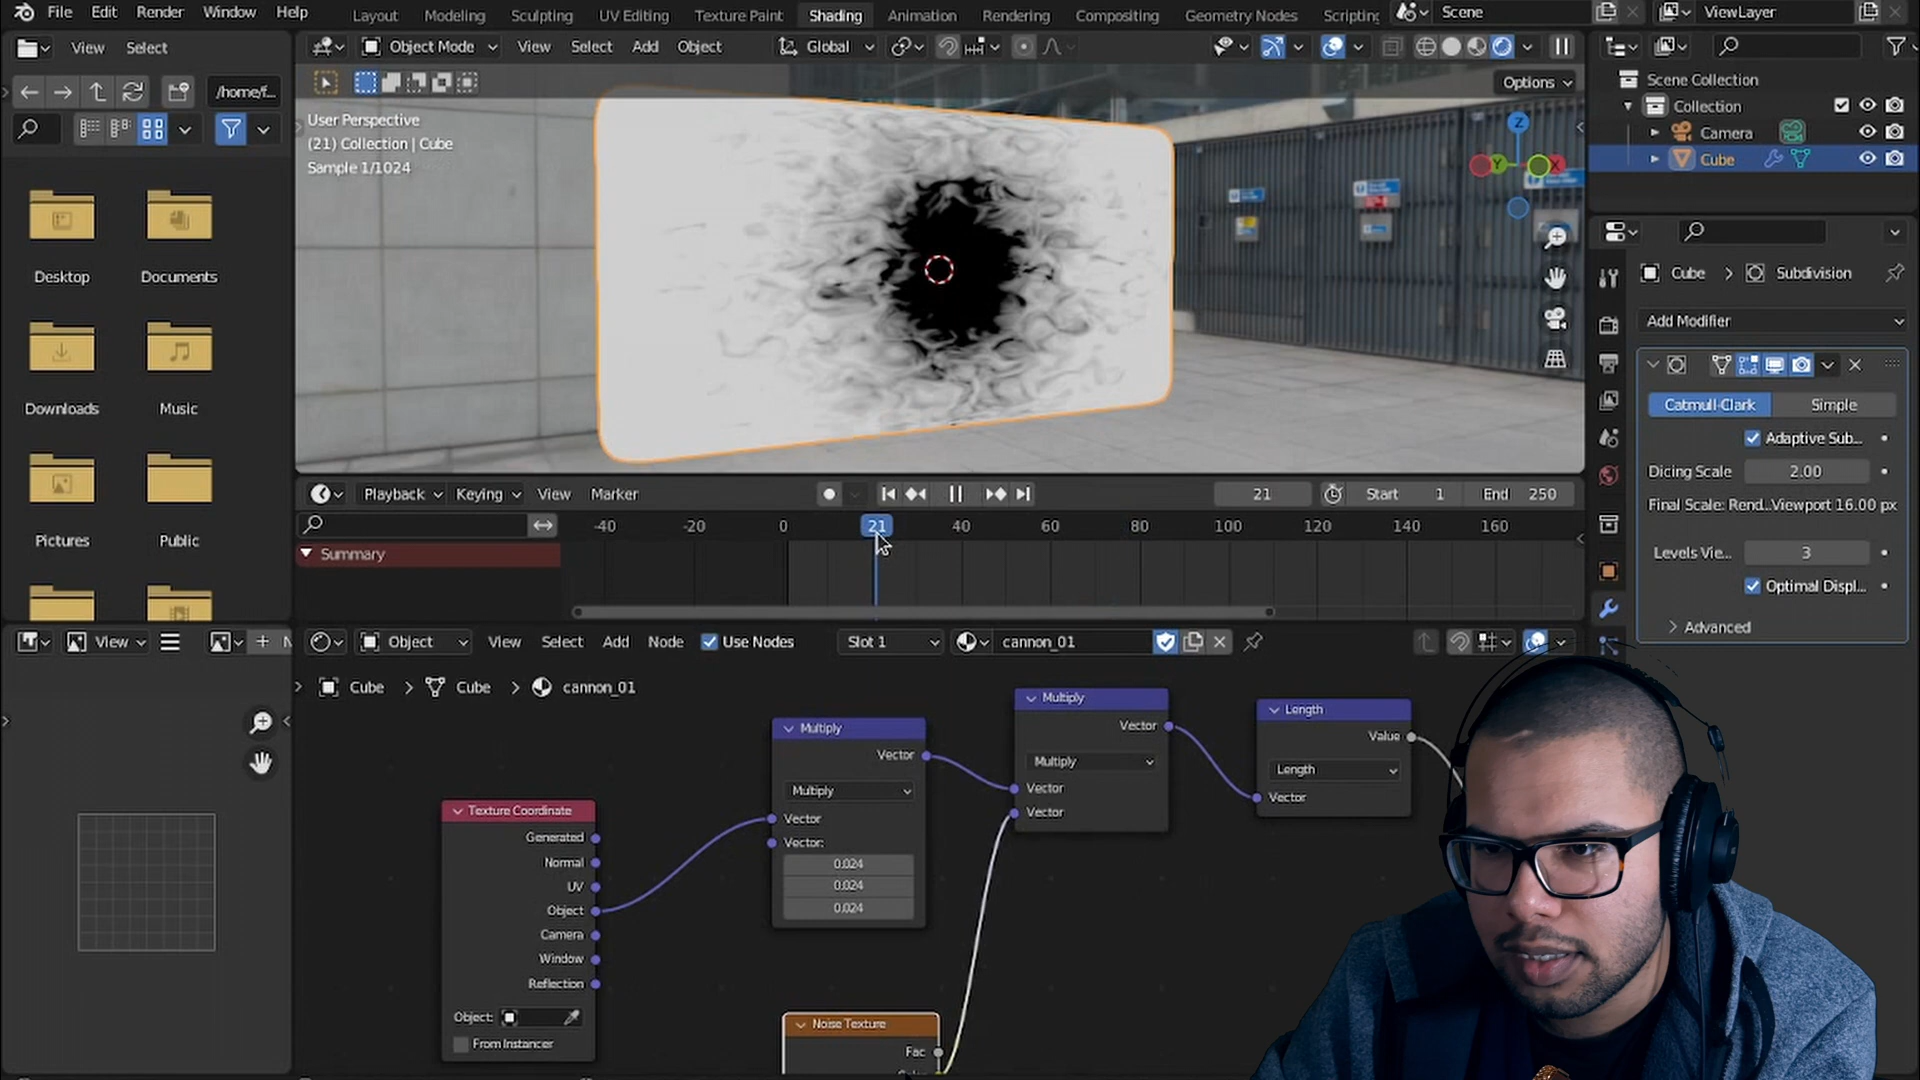 File Edit Render Window Help
Layout Modeling Sculpting UV Editing Texture Paint Shading Animation Rendering Compositing Geometry Nodes Scripting
Scene ViewLayer
View Select
Object Mode View Select Add Object Global
/home/f...
Desktop Documents
Downloads Music
Pictures Public
Options
User Perspective
(21) Collection | Cube
Sample 1/1024
Z
Y X
Scene Collection
Collection
Camera
Cube
Cube > Subdivision
Add Modifier
Catmull-Clark Simple
Adaptive Sub...
Dicing Scale 2.00
Final Scale: Rend..Viewport 16.00 px
Levels Vie... 3
Optimal Displ...
> Advanced
Playback Keying View Marker
21 Start 1 End 250
-40 -20 0 21 40 60 80 100 120 140 160
Summary
View
Object View Select Add Node Use Nodes Slot 1 cannon_01
Cube > Cube > cannon_01
Texture Coordinate
Generated
Normal
UV
Object
Camera
Window
Reflection
Object:
From Instancer
Multiply
Vector
Multiply
Vector
Vector:
0.024
0.024
0.024
Noise Texture
Fac
Multiply
Vector
Multiply
Vector
Vector
Length
Value
Length
Vector